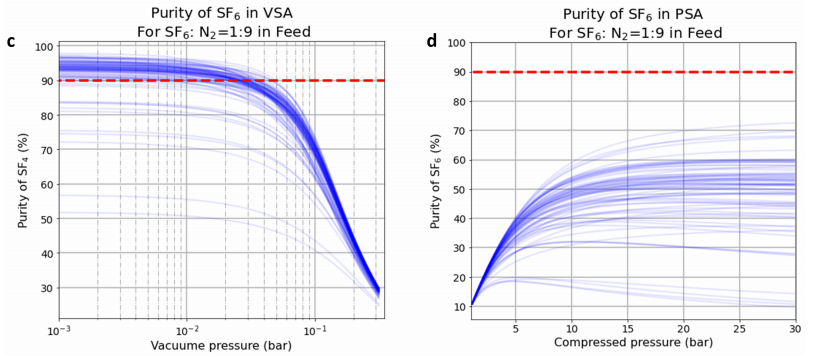 c
Purity of SF₆ in VSA
For SF₆: N₂=1:9 in Feed
100
90
80
70
60
50
40
30
Purity of SF₄ (%)
10⁻³
10⁻²
10⁻¹
Vacuume pressure (bar)
d
Purity of SF₆ in PSA
For SF₆: N₂=1:9 in Feed
100
90
80
70
60
50
40
30
20
10
Purity of SF₆ (%)
5
10
15
20
25
30
Compressed pressure (bar)